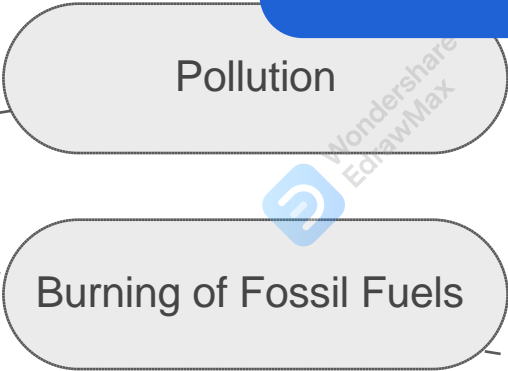 Pollution
Wondershare
EdrawMax
Burning of Fossil Fuels